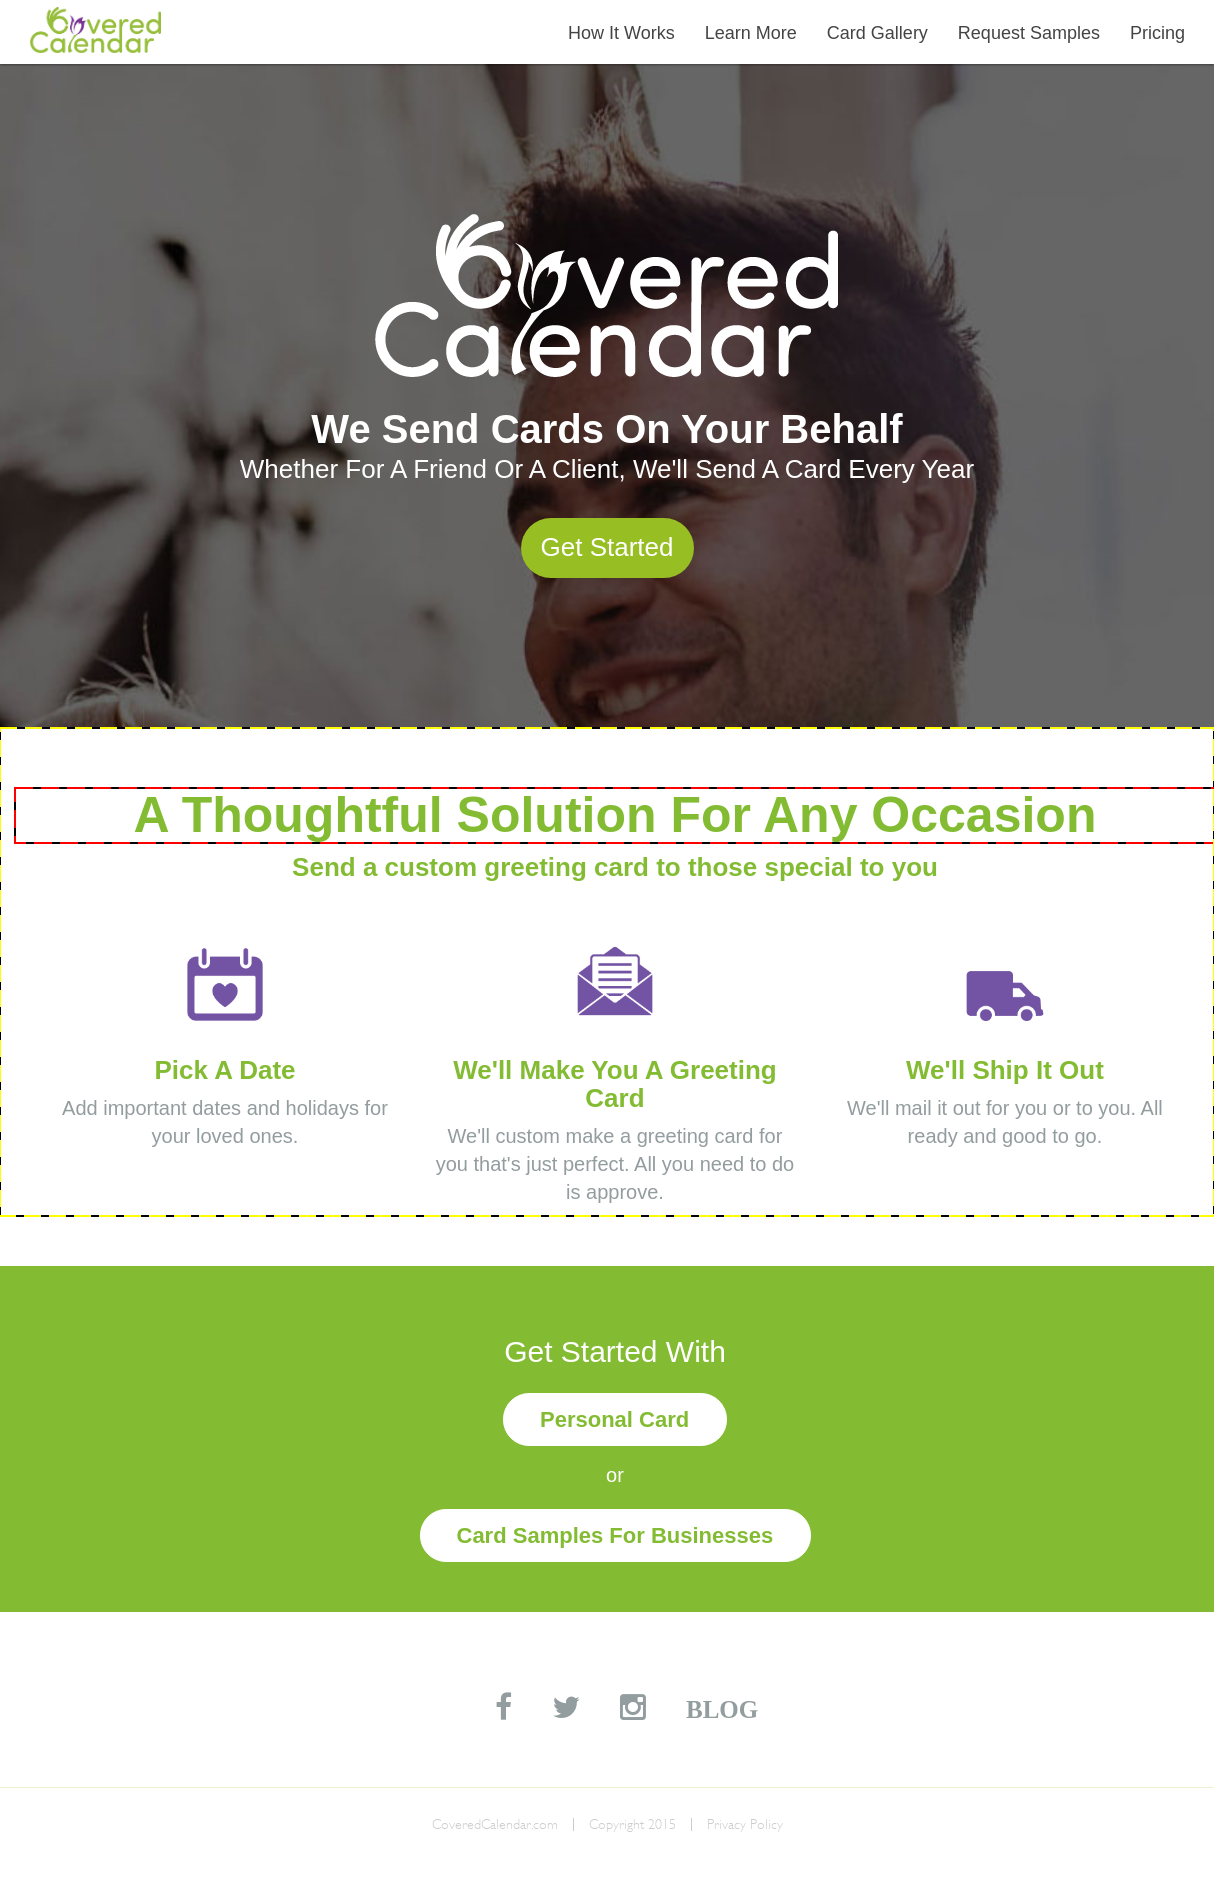 Covered
Calendar
How It Works
Learn More
Card Gallery
Request Samples
Pricing
Covered
Calendar
We Send Cards On Your Behalf
Whether For A Friend Or A Client, We'll Send A Card Every Year
Get Started
A Thoughtful Solution For Any Occasion
Send a custom greeting card to those special to you
Pick A Date
Add important dates and holidays for
your loved ones.
We'll Make You A Greeting
Card
We'll custom make a greeting card for
you that's just perfect. All you need to do
is approve.
We'll Ship It Out
We'll mail it out for you or to you. All
ready and good to go.
Get Started With
Personal Card
or
Card Samples For Businesses
BLOG
CoveredCalendar.com | Copyright 2015 | Privacy Policy